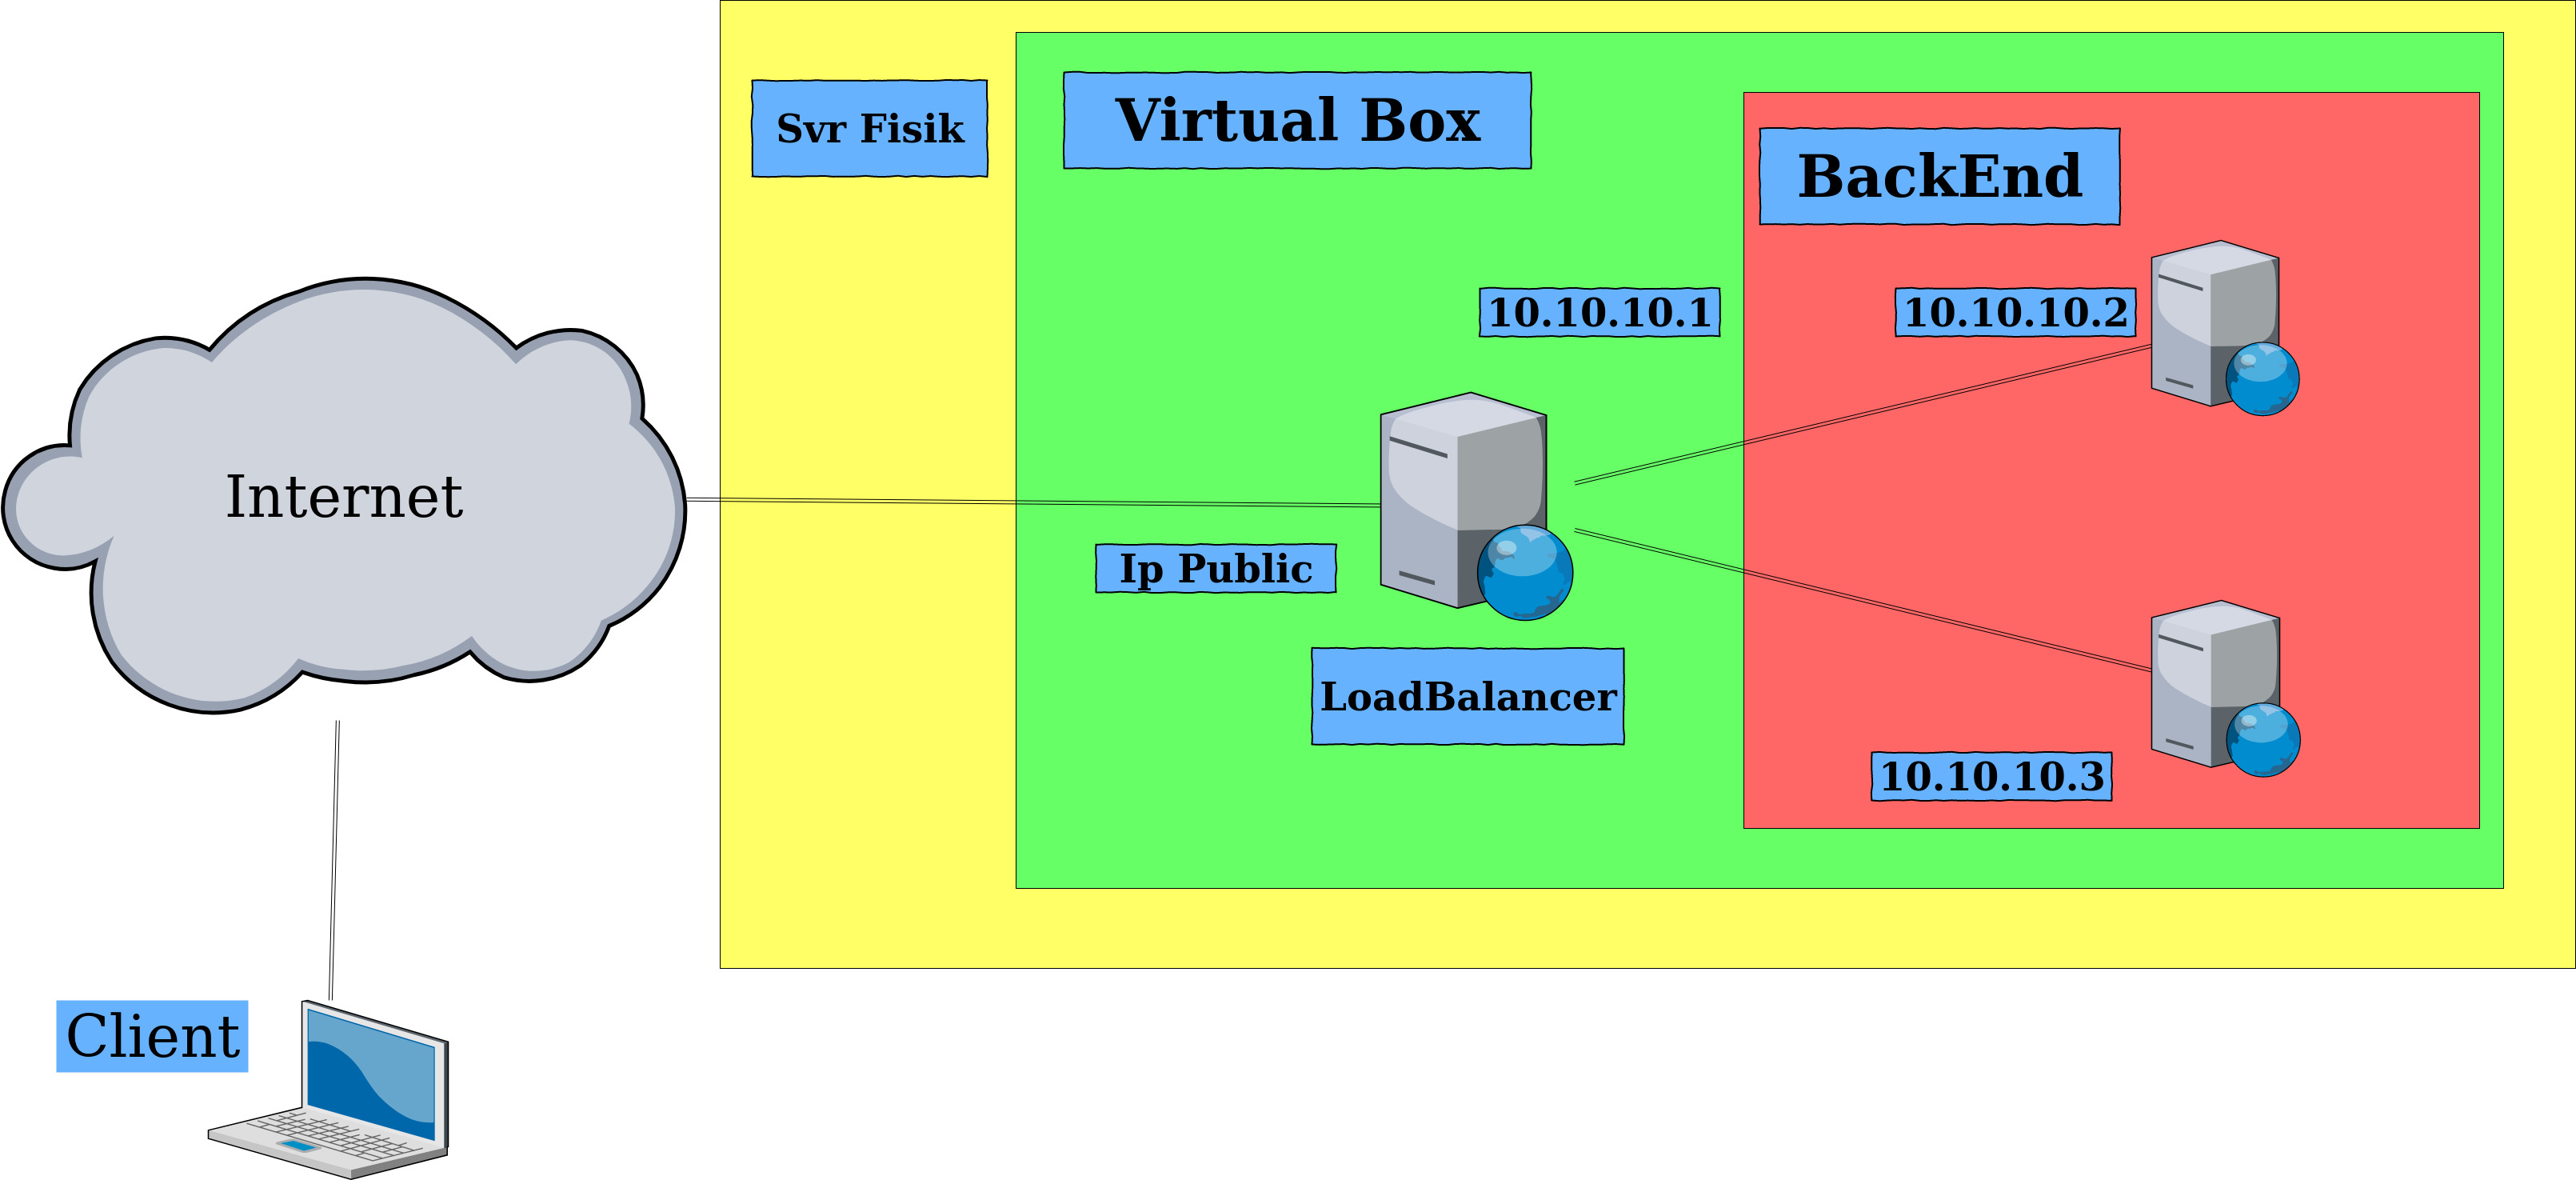 Svr Fisik
Virtual Box
BackEnd
10.10.10.1
10.10.10.2
Internet
Ip Public
LoadBalancer
10.10.10.3
Client